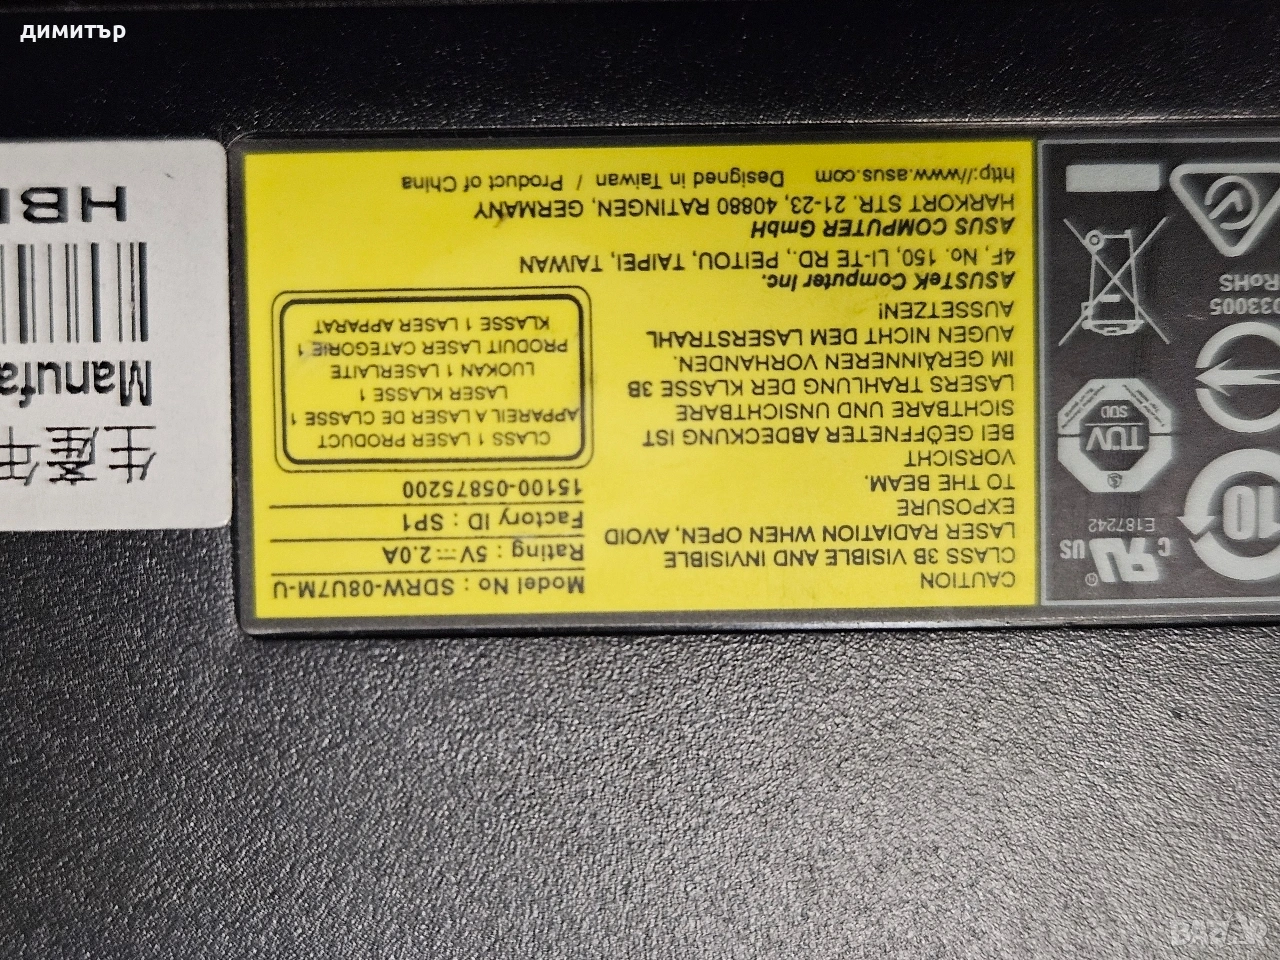 димитър
CAUTION
CLASS 3B VISIBLE AND INVISIBLE
LASER RADIATION WHEN OPEN, AVOID
EXPOSURE
TO THE BEAM.
VORSICHT
BEI GEÖFFNETER ABDECKUNG IST
SICHTBARE UND UNSICHTBARE
LASERS TRAHLUNG DER KLASSE 3B
IM GERÄINNEREN VORHANDEN.
AUGEN NICHT DEM LASERSTRAHL
AUSSETZEN!
ASUSTeK Computer Inc.
4F, No. 150, LI-TE RD., PEITOU, TAIPEI, TAIWAN
ASUS COMPUTER GmbH
HARKORT STR. 21-23, 40880 RATINGEN, GERMANY
http://www.asus.com Designed in Taiwan / Product of China
Model No : SDRW-08U7M-U
Rating : 5V⎓2.0A
Factory ID : SP1
15100-05875200
CLASS 1 LASER PRODUCT
APPAREIL A LASER DE CLASSE 1
LASER KLASSE 1
LUOKAN 1 LASERLAITE
PRODUIT LASER CATEGORIE 1
KLASSE 1 LASER APPARAT
C US
E187242
TÜV
SÜD
10
RoHS
生産年
Manufa
BAZAR